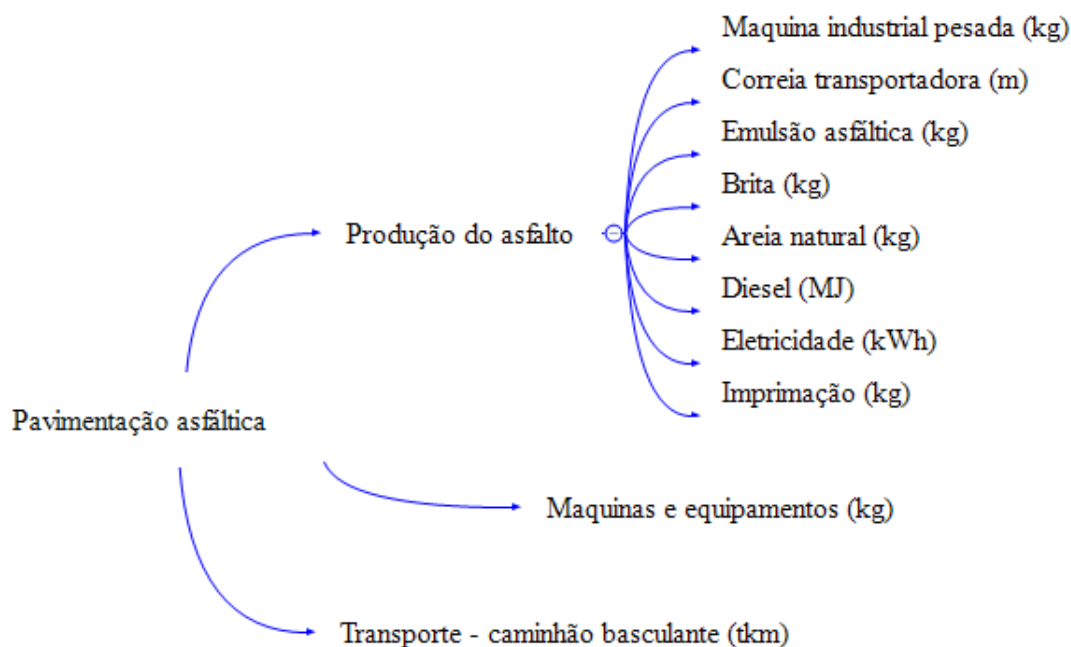 Maquina industrial pesada (kg)
Correia transportadora (m)
Emulsão asfáltica (kg)
Brita (kg)
Produção do asfalto
Areia natural (kg)
Diesel (MJ)
Eletricidade (kWh)
Imprimação (kg)
Pavimentação asfáltica
Maquinas e equipamentos (kg)
Transporte - caminhão basculante (tkm)